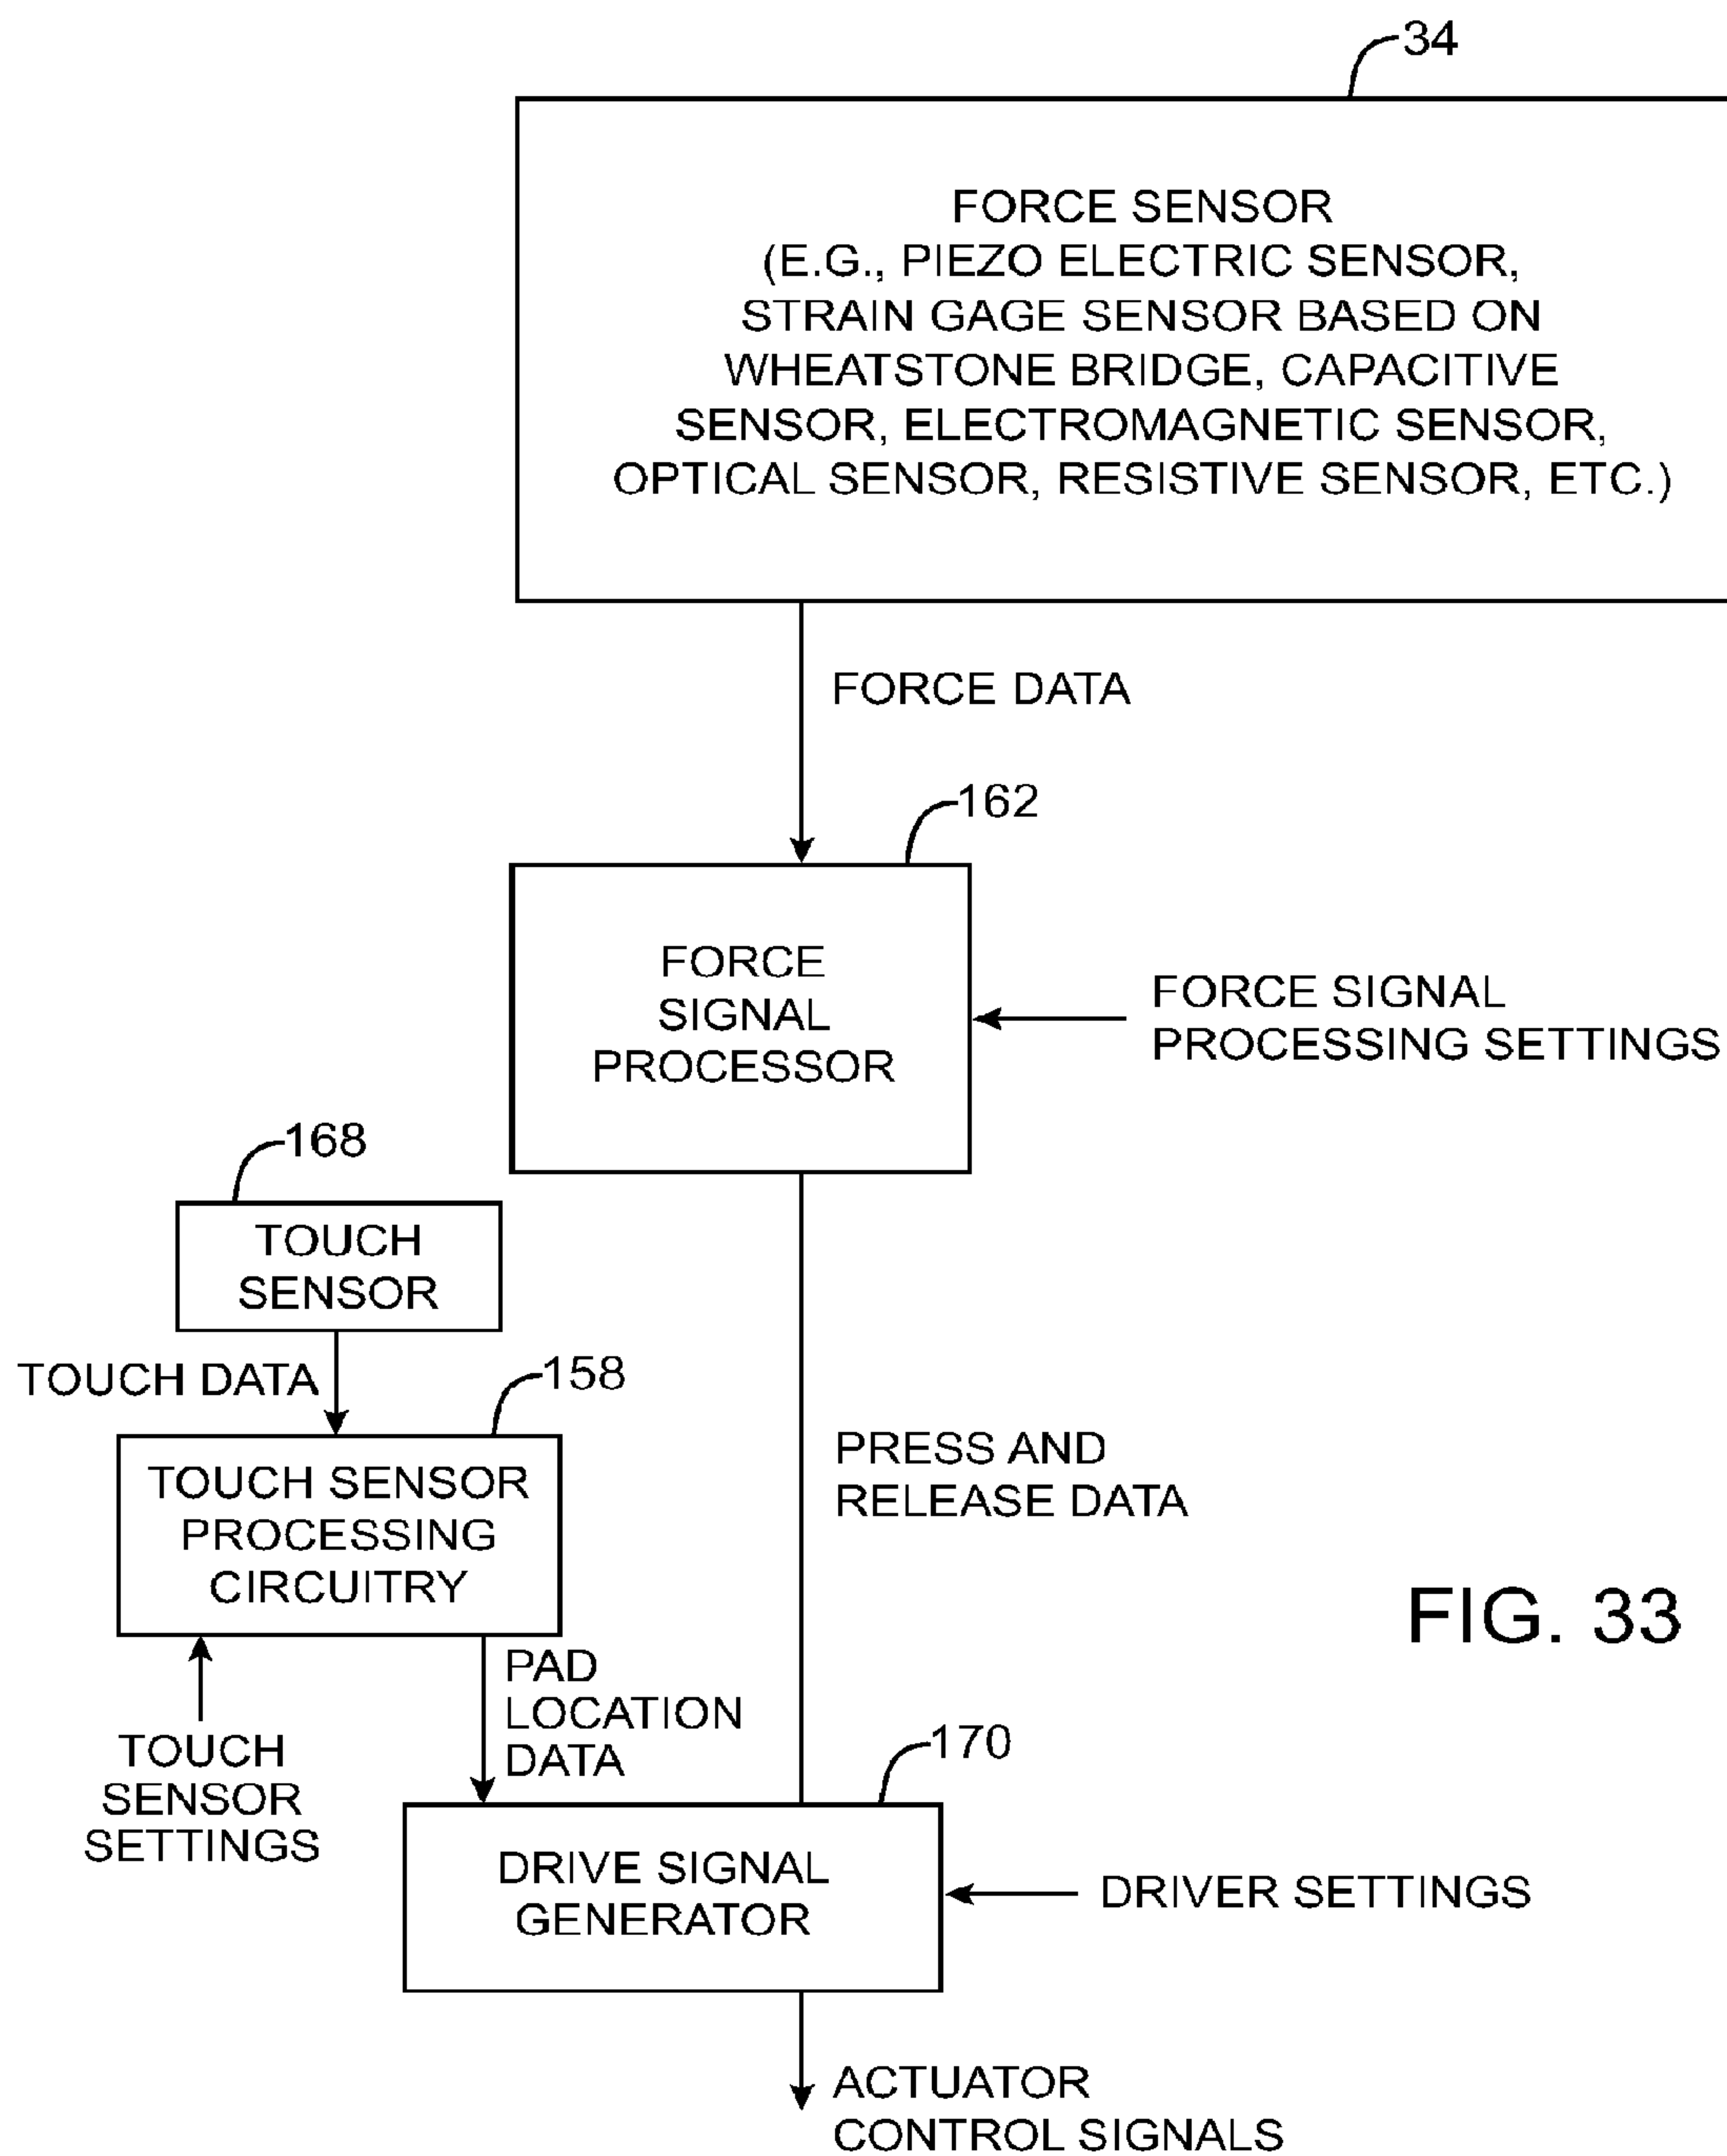 34
FORCE SENSOR
(E.G., PIEZO ELECTRIC SENSOR,
STRAIN GAGE SENSOR BASED ON
WHEATSTONE BRIDGE, CAPACITIVE
SENSOR, ELECTROMAGNETIC SENSOR,
OPTICAL SENSOR, RESISTIVE SENSOR, ETC.)
FORCE DATA
162
FORCE
SIGNAL
PROCESSOR
FORCE SIGNAL
PROCESSING SETTINGS
168
TOUCH
SENSOR
TOUCH DATA
158
TOUCH SENSOR
PROCESSING
CIRCUITRY
PRESS AND
RELEASE DATA
FIG. 33
PAD
LOCATION
DATA
TOUCH
SENSOR
SETTINGS
170
DRIVE SIGNAL
GENERATOR
DRIVER SETTINGS
ACTUATOR
CONTROL SIGNALS